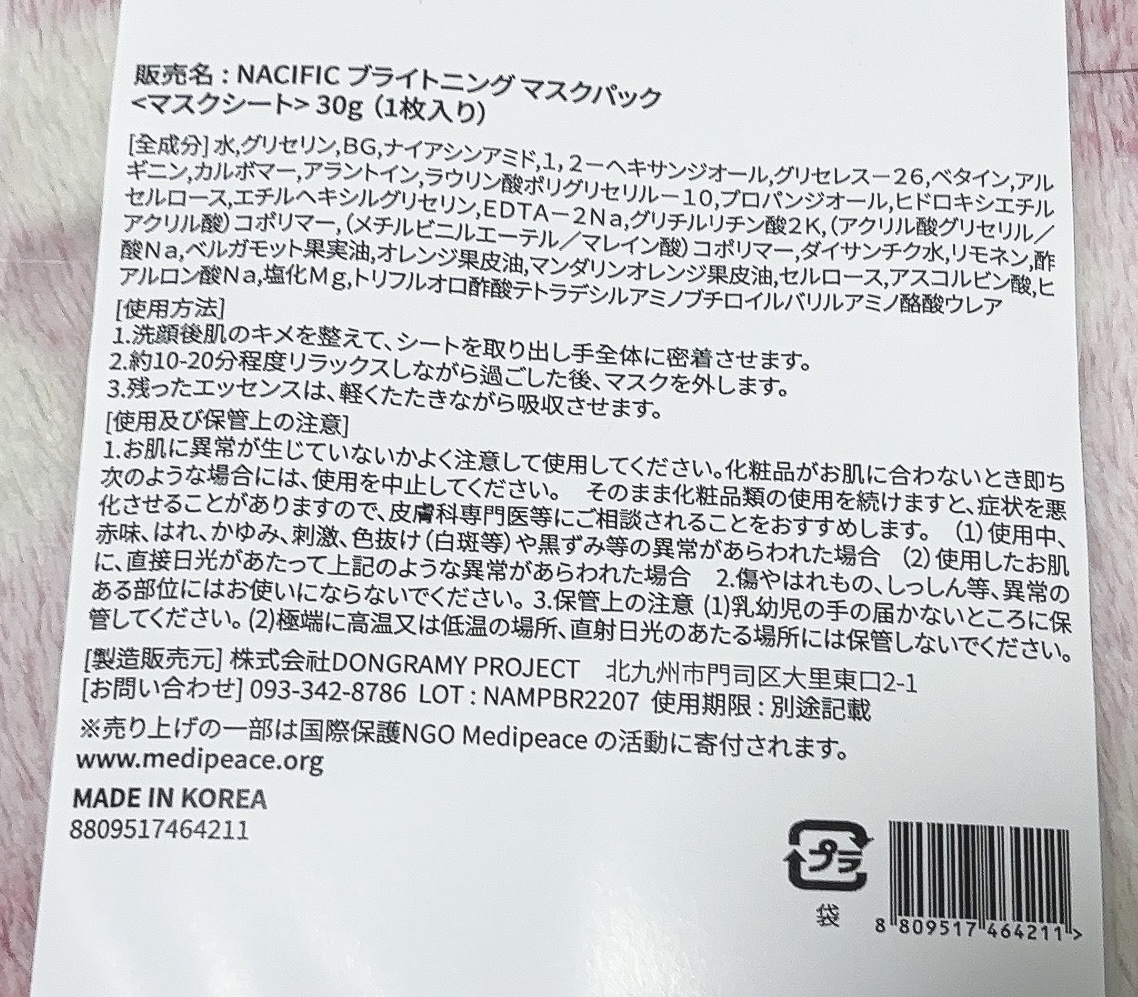 販売名 : NACIFIC ブライトニング マスクパック
<マスクシート> 30g (1枚入り)
[全成分] 水,グリセリン,BG,ナイアシンアミド,1, 2－ヘキサンジオール,グリセレス－26,ベタイン,アル
ギニン,カルボマー,アラントイン,ラウリン酸ポリグリセリル－10,プロパンジオール,ヒドロキシエチル
セルロース,エチルヘキシルグリセリン,EDTA－2Na,グリチルリチン酸2K,(アクリル酸グリセリル／
アクリル酸）コポリマー,（メチルビニルエーテル／マレイン酸）コポリマー,ダイサンチク水,リモネン,酢
酸Na,ベルガモット果実油,オレンジ果皮油,マンダリンオレンジ果皮油,セルロース,アスコルビン酸,ヒ
アルロン酸Na,塩化Mg,トリフルオロ酢酸テトラデシルアミノブチロイルバリルアミノ酪酸ウレア
[使用方法]
1.洗顔後肌のキメを整えて、シートを取り出し手全体に密着させます。
2.約10-20分程度リラックスしながら過ごした後、マスクを外します。
3.残ったエッセンスは、軽くたたきながら吸収させます。
[使用及び保管上の注意]
1.お肌に異常が生じていないかよく注意して使用してください。化粧品がお肌に合わないとき即ち
次のような場合には、使用を中止してください。　そのまま化粧品類の使用を続けますと、症状を悪
化させることがありますので、皮膚科専門医等にご相談されることをおすすめします。　(1)使用中、
赤味、はれ、かゆみ、刺激、色抜け（白斑等）や黒ずみ等の異常があらわれた場合　(2)使用したお肌
に、直接日光があたって上記のような異常があらわれた場合　2.傷やはれもの、しっしん等、異常の
ある部位にはお使いにならないでください。3.保管上の注意 (1)乳幼児の手の届かないところに保
管してください。(2)極端に高温又は低温の場所、直射日光のあたる場所には保管しないでください。
[製造販売元] 株式会社DONGRAMY PROJECT　北九州市門司区大里東口2-1
[お問い合わせ] 093-342-8786 LOT : NAMPBR2207 使用期限 : 別途記載
※売り上げの一部は国際保護NGO Medipeace の活動に寄付されます。
www.medipeace.org
MADE IN KOREA
8809517464211
プラ
袋
8 809517 464211 >